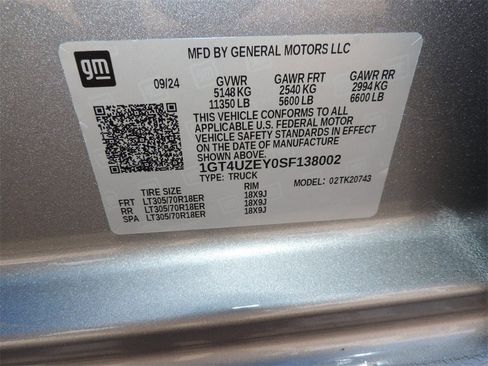 gm
MFD BY GENERAL MOTORS LLC
09/24 GVWR GAWR FRT GAWR RR
5148 KG 2540 KG 2994 KG
11350 LB 5600 LB 6600 LB
THIS VEHICLE CONFORMS TO ALL
APPLICABLE U.S. FEDERAL MOTOR
VEHICLE SAFETY STANDARDS IN EFFECT
ON THE DATE OF MANUFACTURE
SHOWN ABOVE.
1GT4UZEY0SF138002
TYPE: TRUCK MODEL: 02TK20743
TIRE SIZE RIM
FRT LT305/70R18ER 18X9J
RR LT305/70R18ER 18X9J
SPA LT305/70R18ER 18X9J